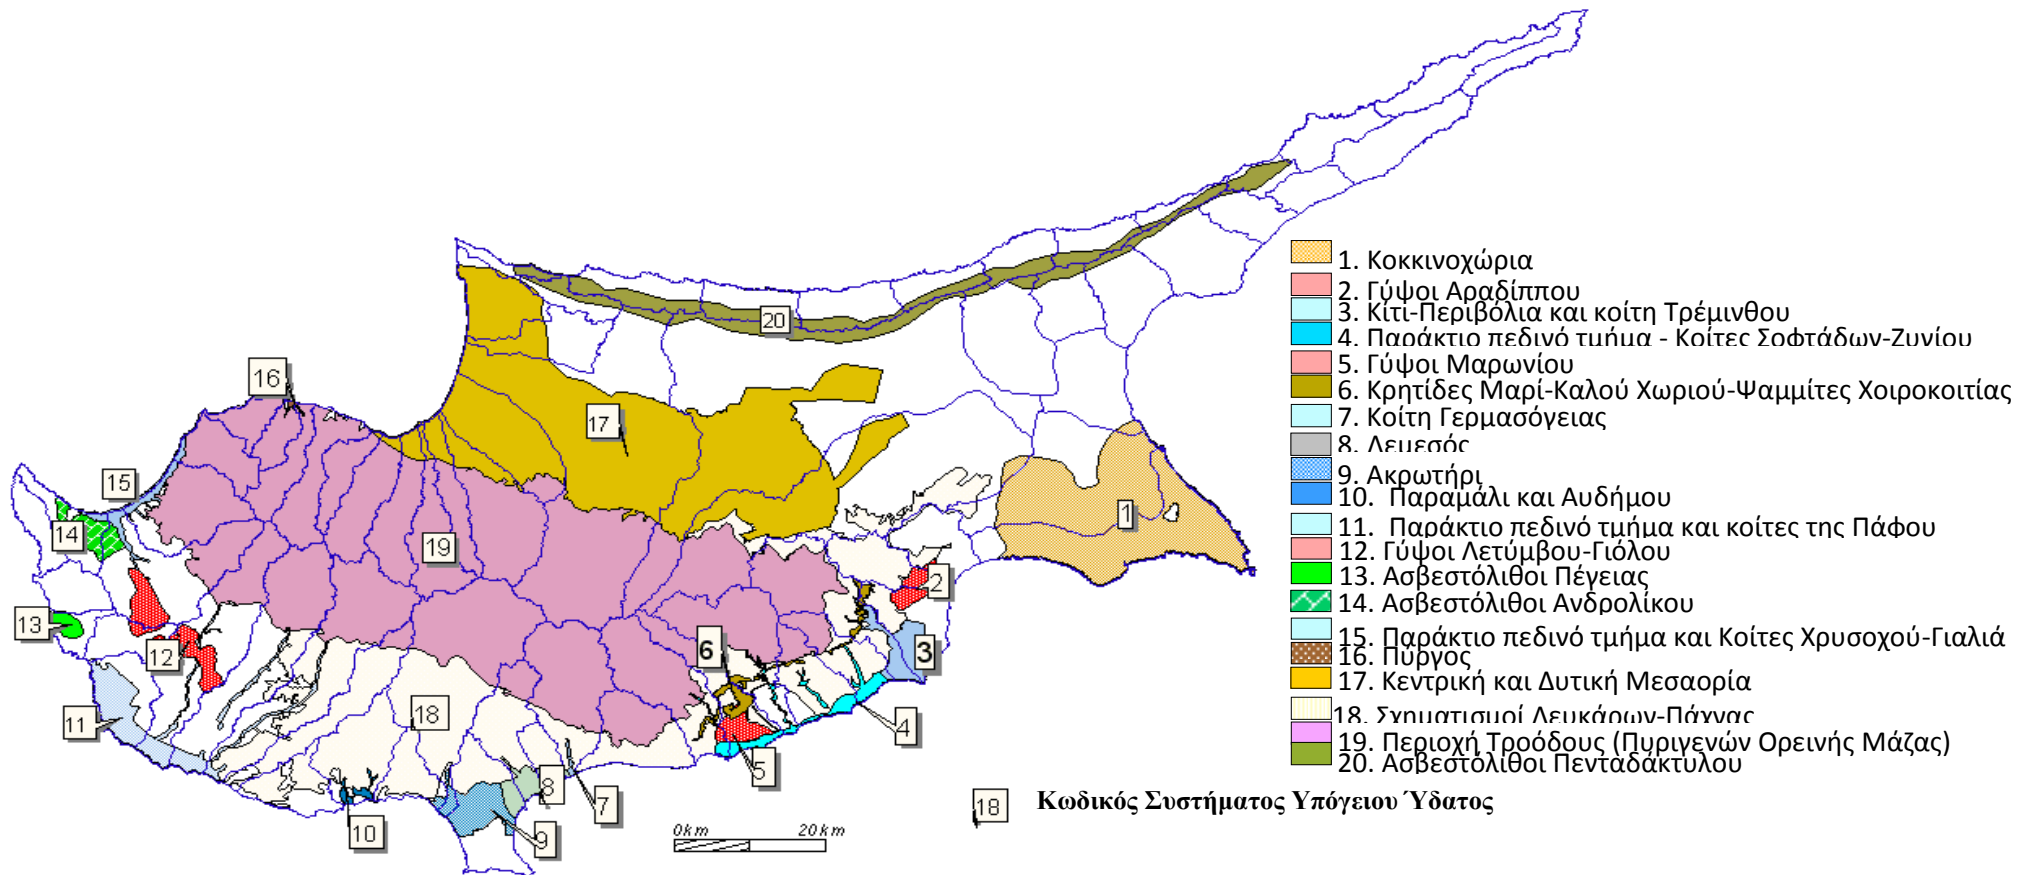 1. Κοκκινοχώρια
2. Γύψοι Αραδίππου
3. Κίτι-Περιβόλια και κοίτη Τρέμινθου
4. Παράκτιο πεδινό τμήμα - Κοίτες Σοφτάδων-Ζυγίου
5. Γύψοι Μαρωνίου
6. Κρητίδες Μαρί-Καλού Χωριού-Ψαμμίτες Χοιροκοιτίας
7. Κοίτη Γερμασόγειας
8. Λεμεσός
9. Ακρωτήρι
10. Παραμάλι και Αυδήμου
11. Παράκτιο πεδινό τμήμα και κοίτες της Πάφου
12. Γύψοι Λετύμβου-Γιόλου
13. Ασβεστόλιθοι Πέγειας
14. Ασβεστόλιθοι Ανδρολίκου
15. Παράκτιο πεδινό τμήμα και Κοίτες Χρυσοχού-Γιαλιά
16. Πύργος
17. Κεντρική και Δυτική Μεσαορία
18. Σχηματισμοί Λευκάρων-Πάχνας
19. Περιοχή Τροόδους (Πυριγενών Ορεινής Μάζας)
20. Ασβεστόλιθοι Πενταδάκτυλου
18 Κωδικός Συστήματος Υπόγειου Ύδατος
20
16
17
15
1
14
19
2
13
12
6
3
11
18
4
5
8
7
10
9
0km 20km